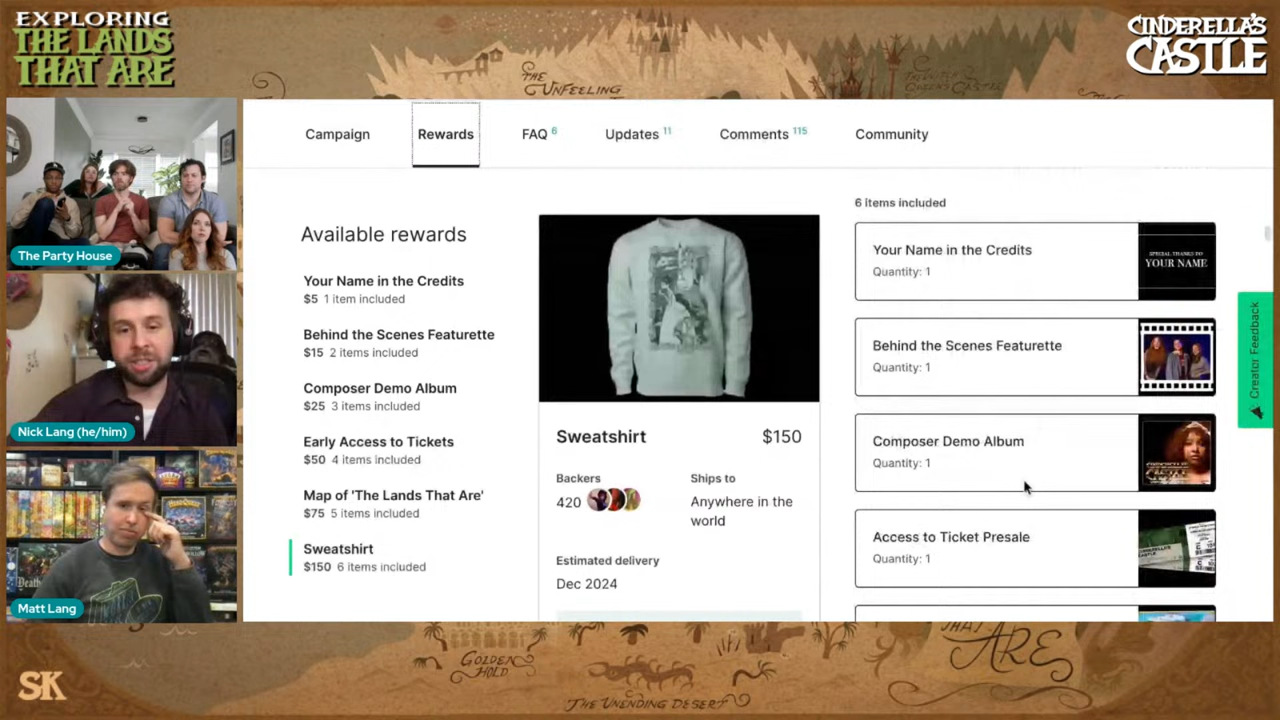 EXPLORING
THE LANDS
THAT ARE
CINDERELLA'S
CASTLE
THE
UNFEELING
The Party House
Nick Lang (he/him)
Matt Lang
Campaign
Rewards
FAQ 6
Updates 11
Comments 115
Community
Available rewards
Your Name in the Credits
$5 1 item included
Behind the Scenes Featurette
$15 2 items included
Composer Demo Album
$25 3 items included
Early Access to Tickets
$50 4 items included
Map of 'The Lands That Are'
$75 5 items included
Sweatshirt
$150 6 items included
Sweatshirt $150
Backers
420
Ships to
Anywhere in the
world
Estimated delivery
Dec 2024
6 items included
Your Name in the Credits
Quantity: 1
SPECIAL THANKS TO
YOUR NAME
Behind the Scenes Featurette
Quantity: 1
Composer Demo Album
Quantity: 1
Access to Ticket Presale
Quantity: 1
Creator Feedback
SK
GOLDEN
HOLD
THE UNENDING DESERT
THAT
ARE